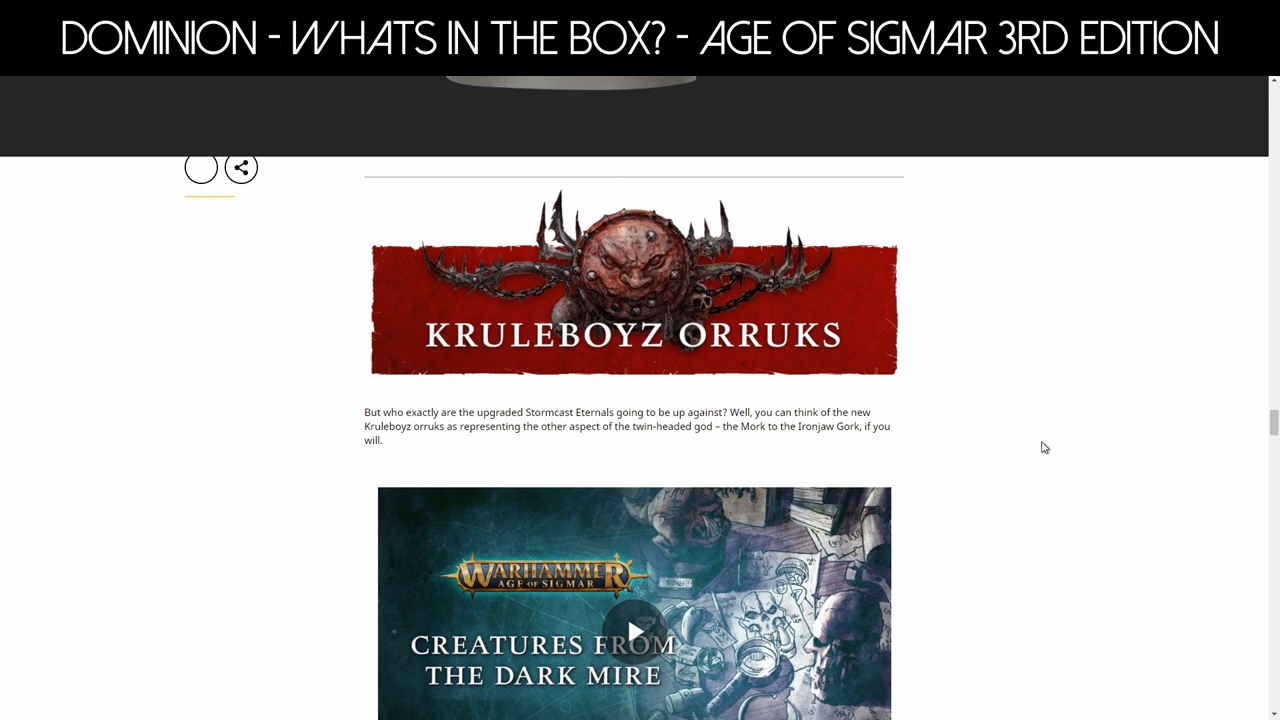 DOMINION - WHATS IN THE BOX? - AGE OF SIGMAR 3RD EDITION
KRULEBOYZ ORRUKS
But who exactly are the upgraded Stormcast Eternals going to be up against? Well, you can think of the new
Kruleboyz orruks as representing the other aspect of the twin-headed god – the Mork to the Ironjaw Gork, if you
will.
WARHAMMER
AGE OF SIGMAR
CREATURES FROM
THE DARK MIRE